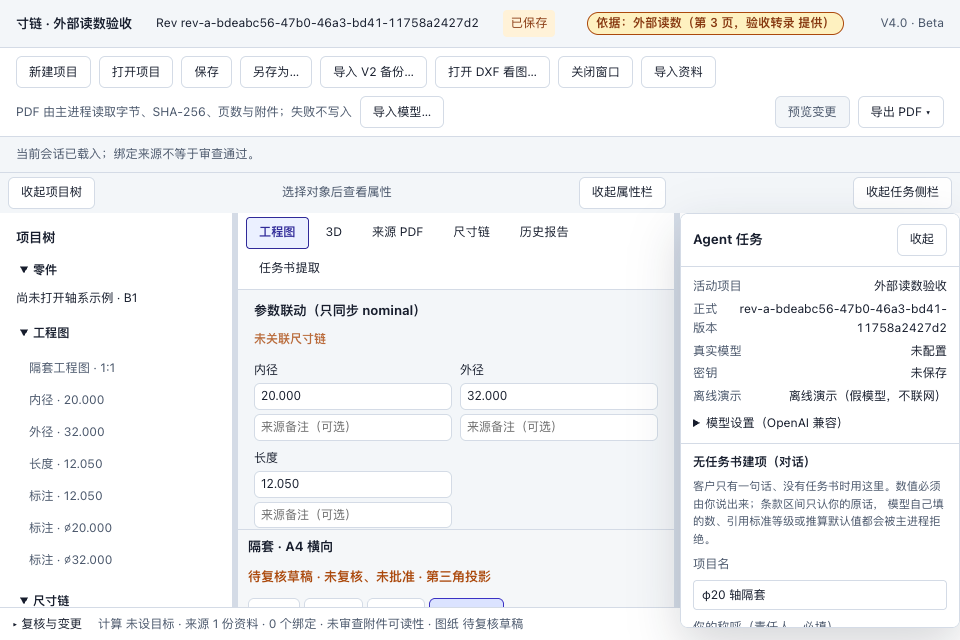 寸链 · 外部读数验收 Rev rev-a-bdeabc56-47b0-46a3-bd41-11758a2427d2 已保存 依据：外部读数（第 3 页，验收转录 提供） V4.0 · Beta
新建项目 打开项目 保存 另存为… 导入 V2 备份… 打开 DXF 看图… 关闭窗口 导入资料
PDF 由主进程读取字节、SHA-256、页数与附件；失败不写入 导入模型… 预览变更 导出 PDF ▾
当前会话已载入；绑定来源不等于审查通过。
收起项目树 选择对象后查看属性 收起属性栏 收起任务侧栏
项目树
▼ 零件
尚未打开轴系示例 · B1
▼ 工程图
隔套工程图 · 1:1
内径 · 20.000
外径 · 32.000
长度 · 12.050
标注 · 12.050
标注 · ⌀20.000
标注 · ⌀32.000
▼ 尺寸链
工程图 3D 来源 PDF 尺寸链 历史报告
任务书提取
参数联动（只同步 nominal）
未关联尺寸链
内径 外径
20.000 32.000
来源备注（可选） 来源备注（可选）
长度
12.050
来源备注（可选）
隔套 · A4 横向
待复核草稿 · 未复核、未批准 · 第三角投影
Agent 任务 收起
活动项目 外部读数验收
正式版本 rev-a-bdeabc56-47b0-46a3-bd41-11758a2427d2
真实模型 未配置
密钥 未保存
离线演示 离线演示（假模型，不联网）
▶ 模型设置（OpenAI 兼容）
无任务书建项（对话）
客户只有一句话、没有任务书时用这里。数值必须
由你说出来；条款区间只认你的原话， 模型自己填
的数、引用标准等级或推算默认值都会被主进程拒
绝。
项目名
φ20 轴隔套
你的称呼（责任人，必填）
▸ 复核与变更 计算 未设目标 · 来源 1 份资料 · 0 个绑定 · 未审查附件可读性 · 图纸 待复核草稿